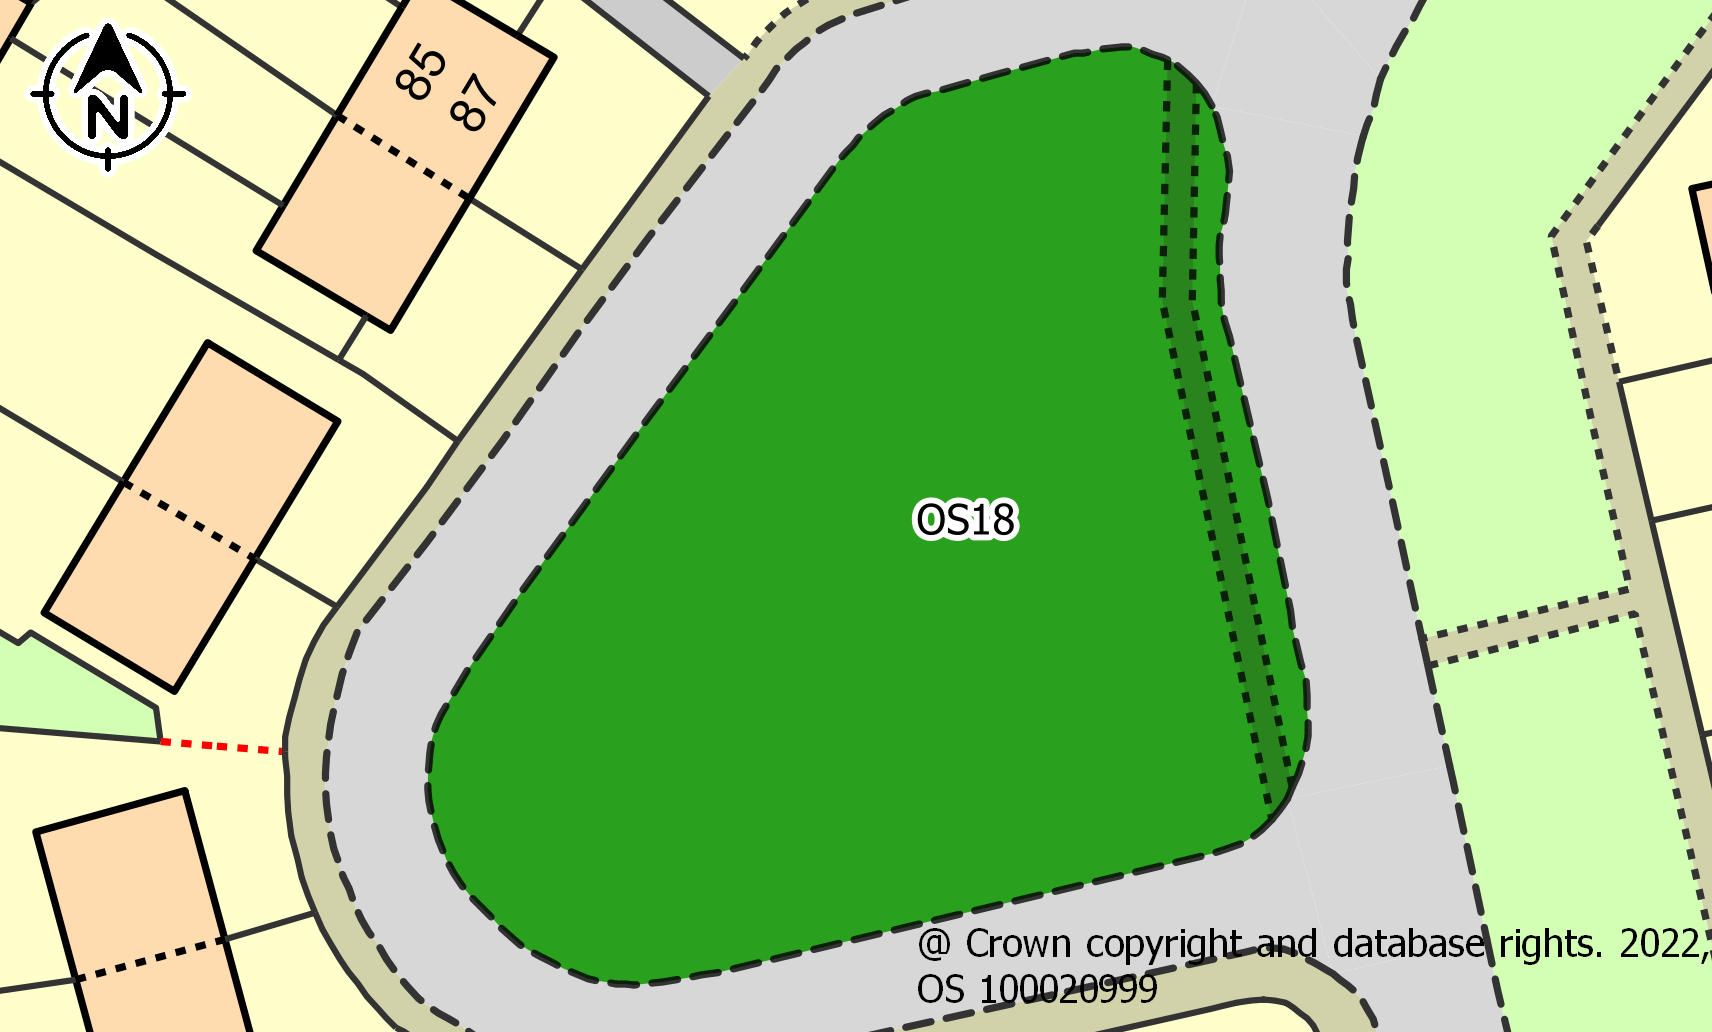 85
87
N
OS18
@ Crown copyright and database rights. 2022,
OS 100020999